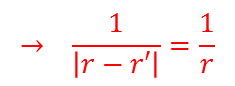 → 1/|r − r′| = 1/r